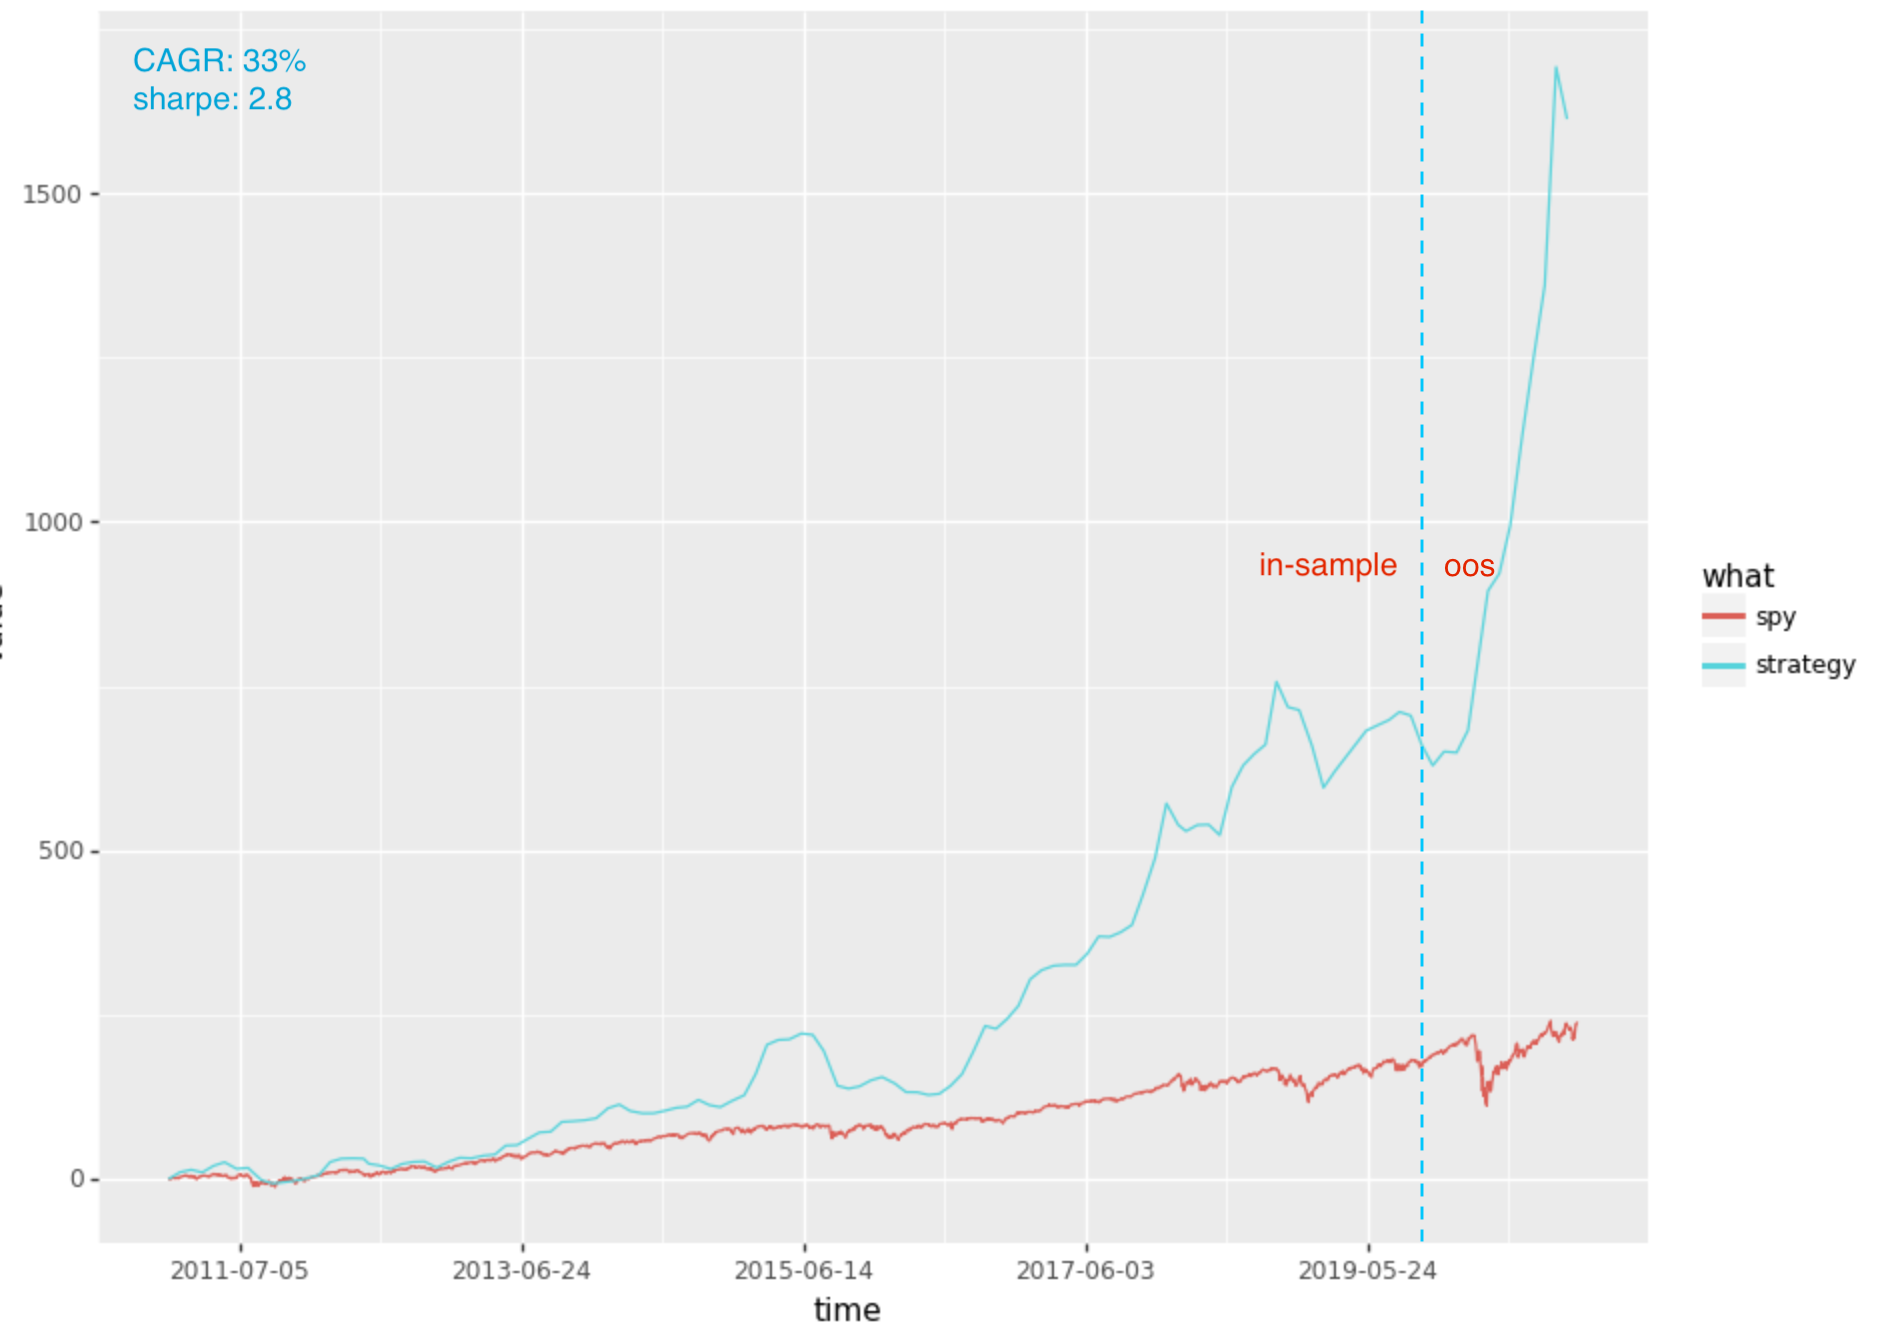 CAGR: 33%
sharpe: 2.8
1500
1000
500
0
in-sample
oos
what
spy
strategy
2011-07-05
2013-06-24
2015-06-14
2017-06-03
2019-05-24
time